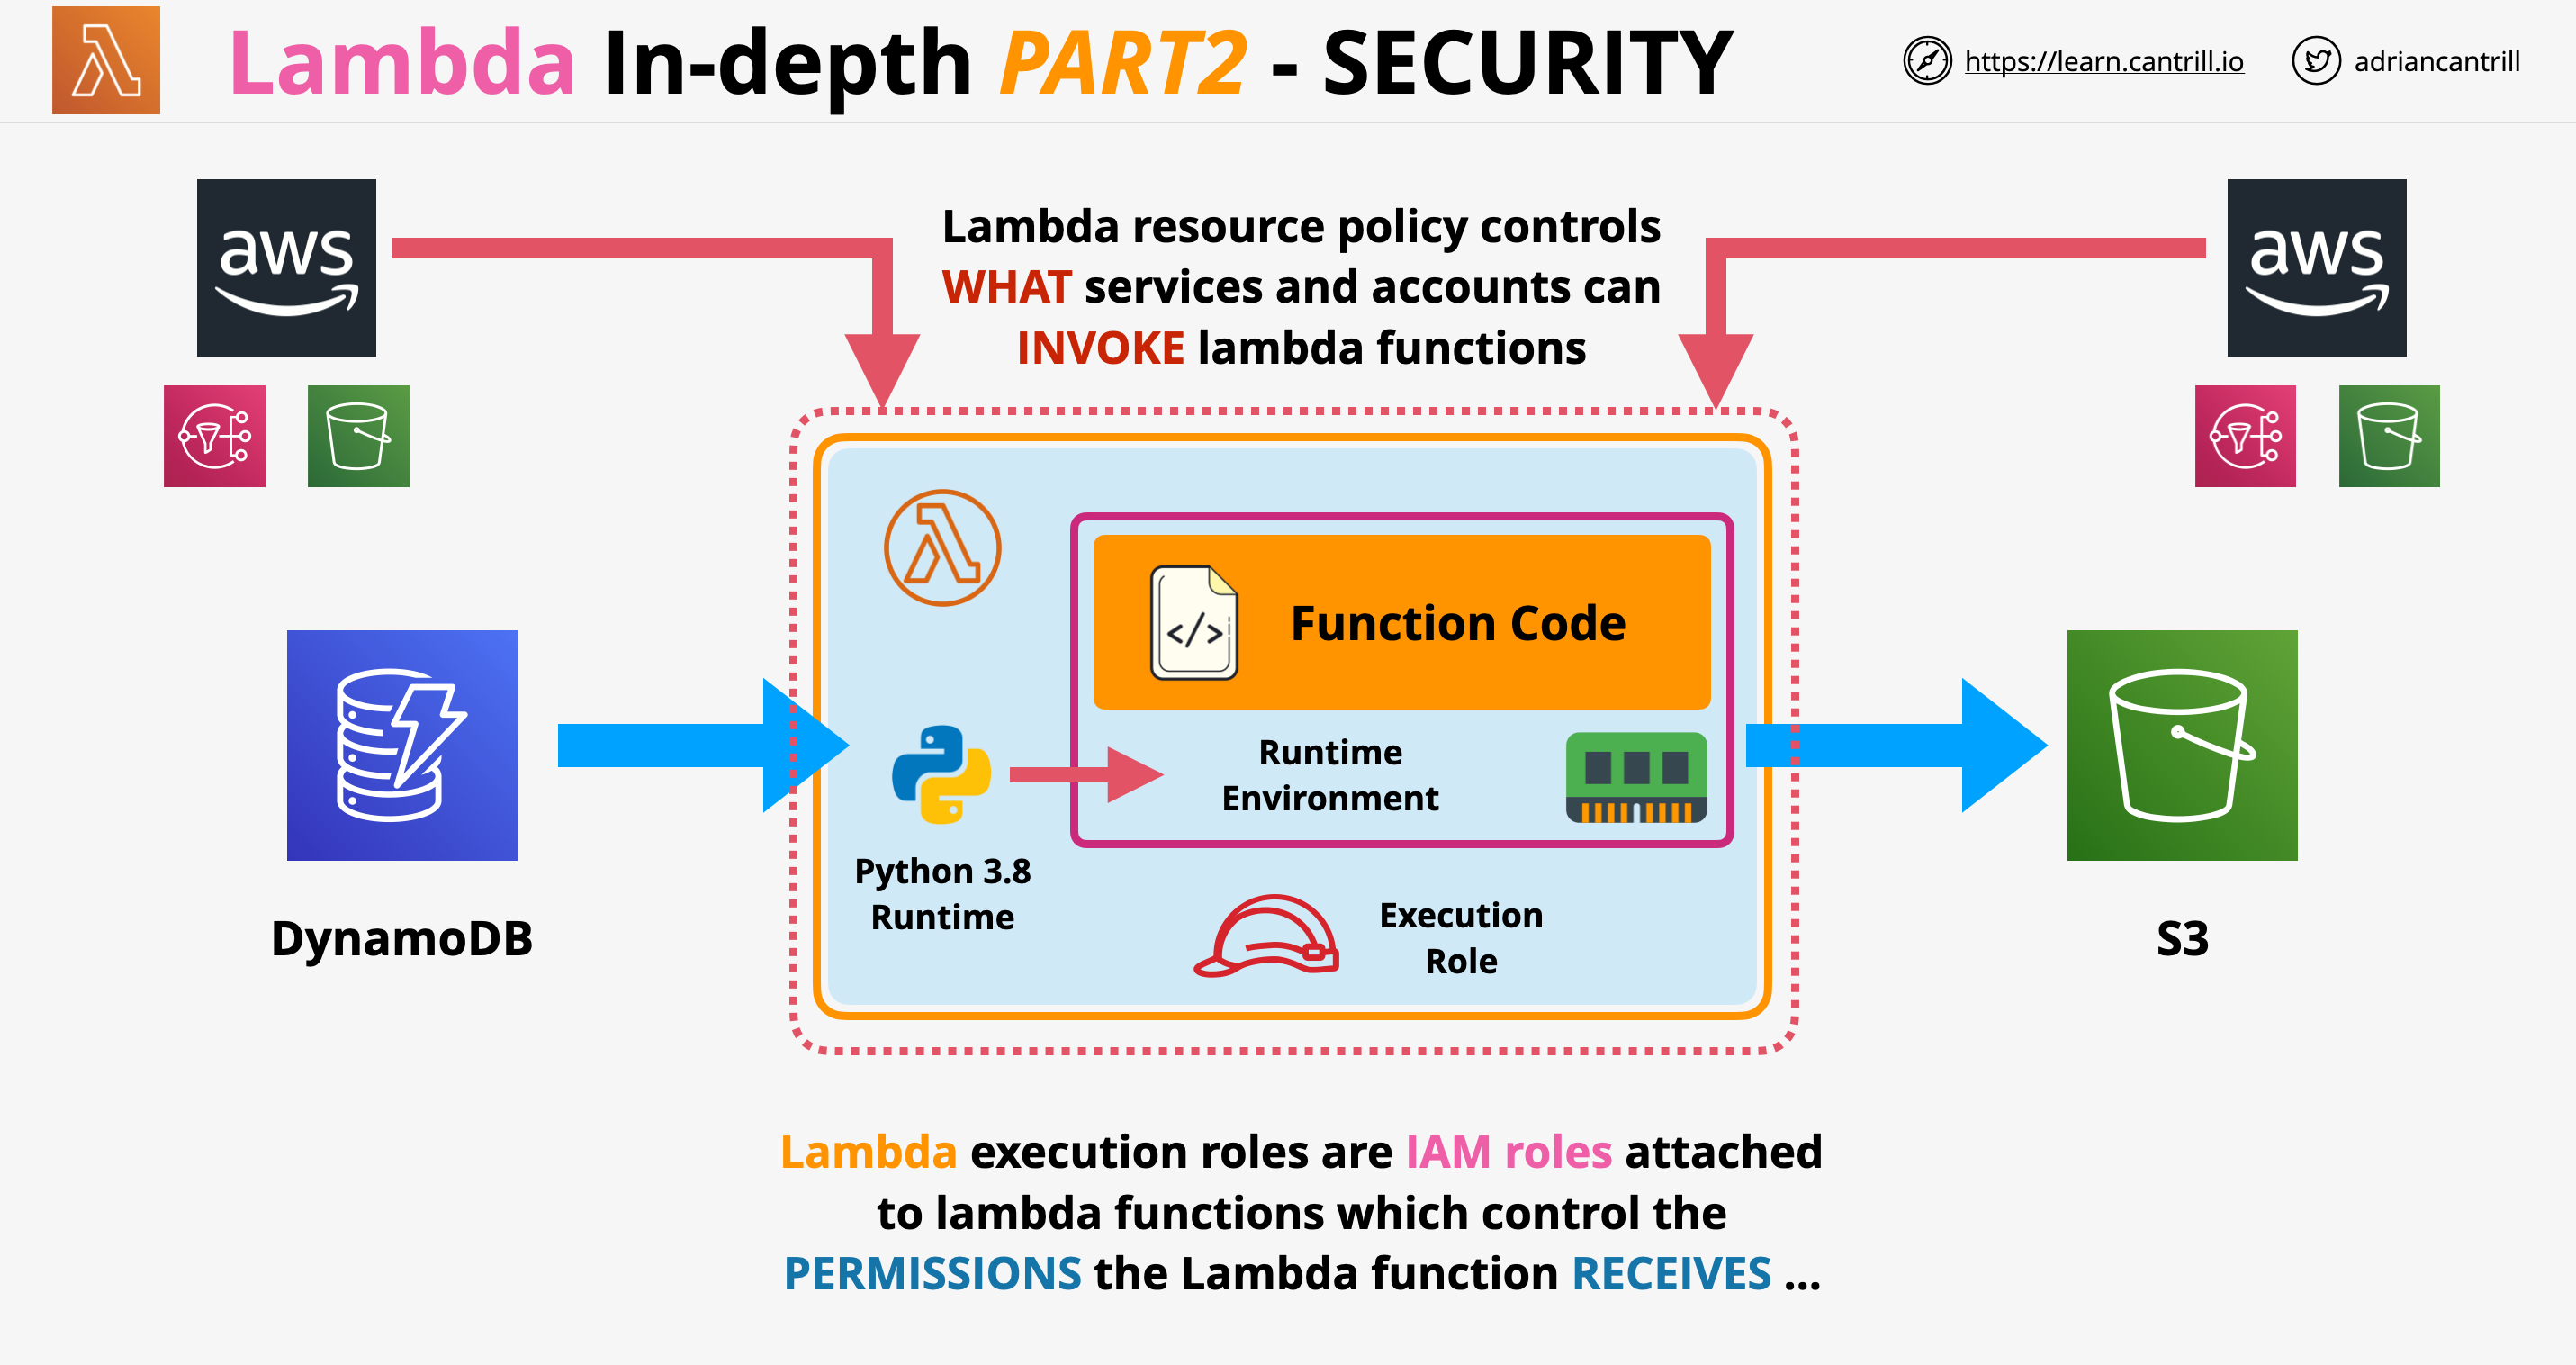 Lambda In-depth PART2 - SECURITY
https://learn.cantrill.io
adriancantrill
aws
Lambda resource policy controls
WHAT services and accounts can
INVOKE lambda functions
aws
</>
Function Code
Runtime
Environment
Python 3.8
Runtime
Execution
Role
DynamoDB
S3
Lambda execution roles are IAM roles attached
to lambda functions which control the
PERMISSIONS the Lambda function RECEIVES ...